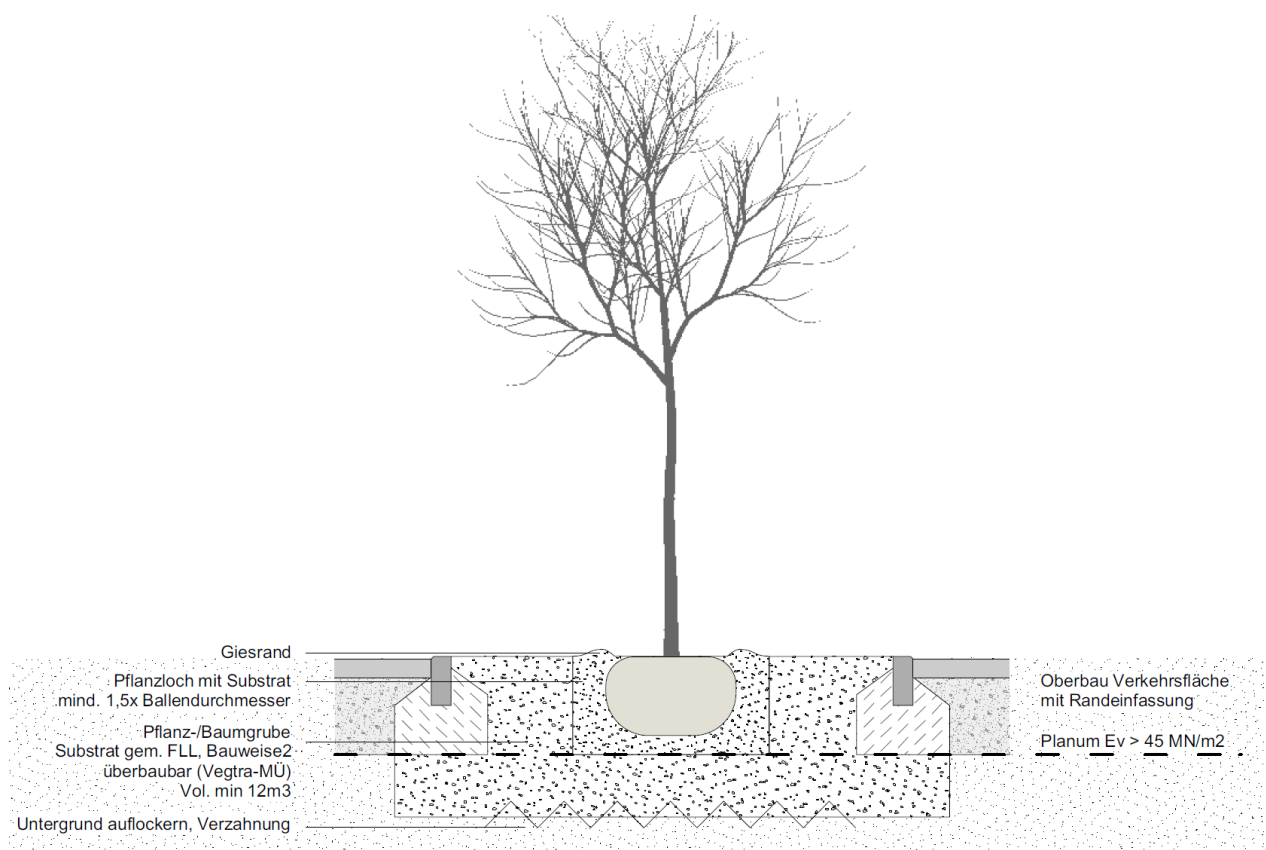 Giesrand
Pflanzloch mit Substrat
mind. 1,5x Ballendurchmesser
Pflanz-/Baumgrube
Substrat gem. FLL, Bauweise2
überbaubar (Vegtra-MÜ)
Vol. min 12m3
Untergrund auflockern, Verzahnung
Oberbau Verkehrsfläche
mit Randeinfassung
Planum Ev > 45 MN/m2